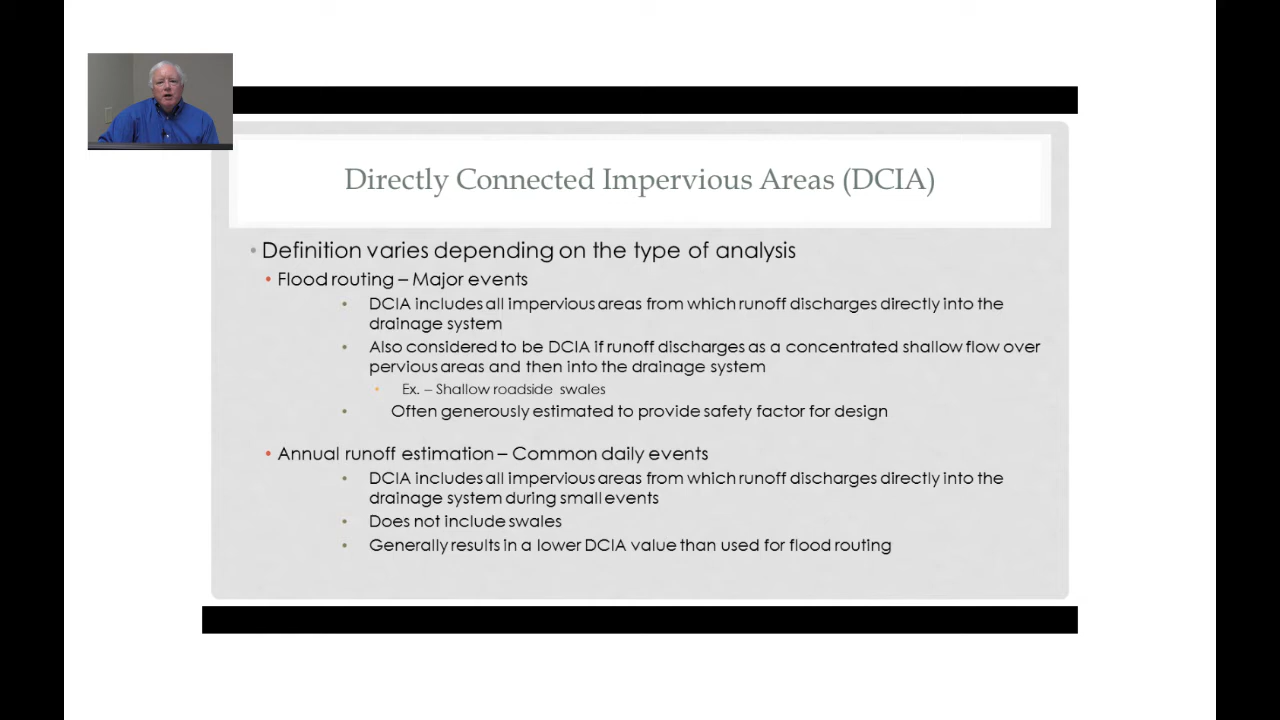 Directly Connected Impervious Areas (DCIA)
• Definition varies depending on the type of analysis
• Flood routing – Major events
• DCIA includes all impervious areas from which runoff discharges directly into the
drainage system
• Also considered to be DCIA if runoff discharges as a concentrated shallow flow over
pervious areas and then into the drainage system
• Ex. – Shallow roadside swales
• Often generously estimated to provide safety factor for design
• Annual runoff estimation – Common daily events
• DCIA includes all impervious areas from which runoff discharges directly into the
drainage system during small events
• Does not include swales
• Generally results in a lower DCIA value than used for flood routing